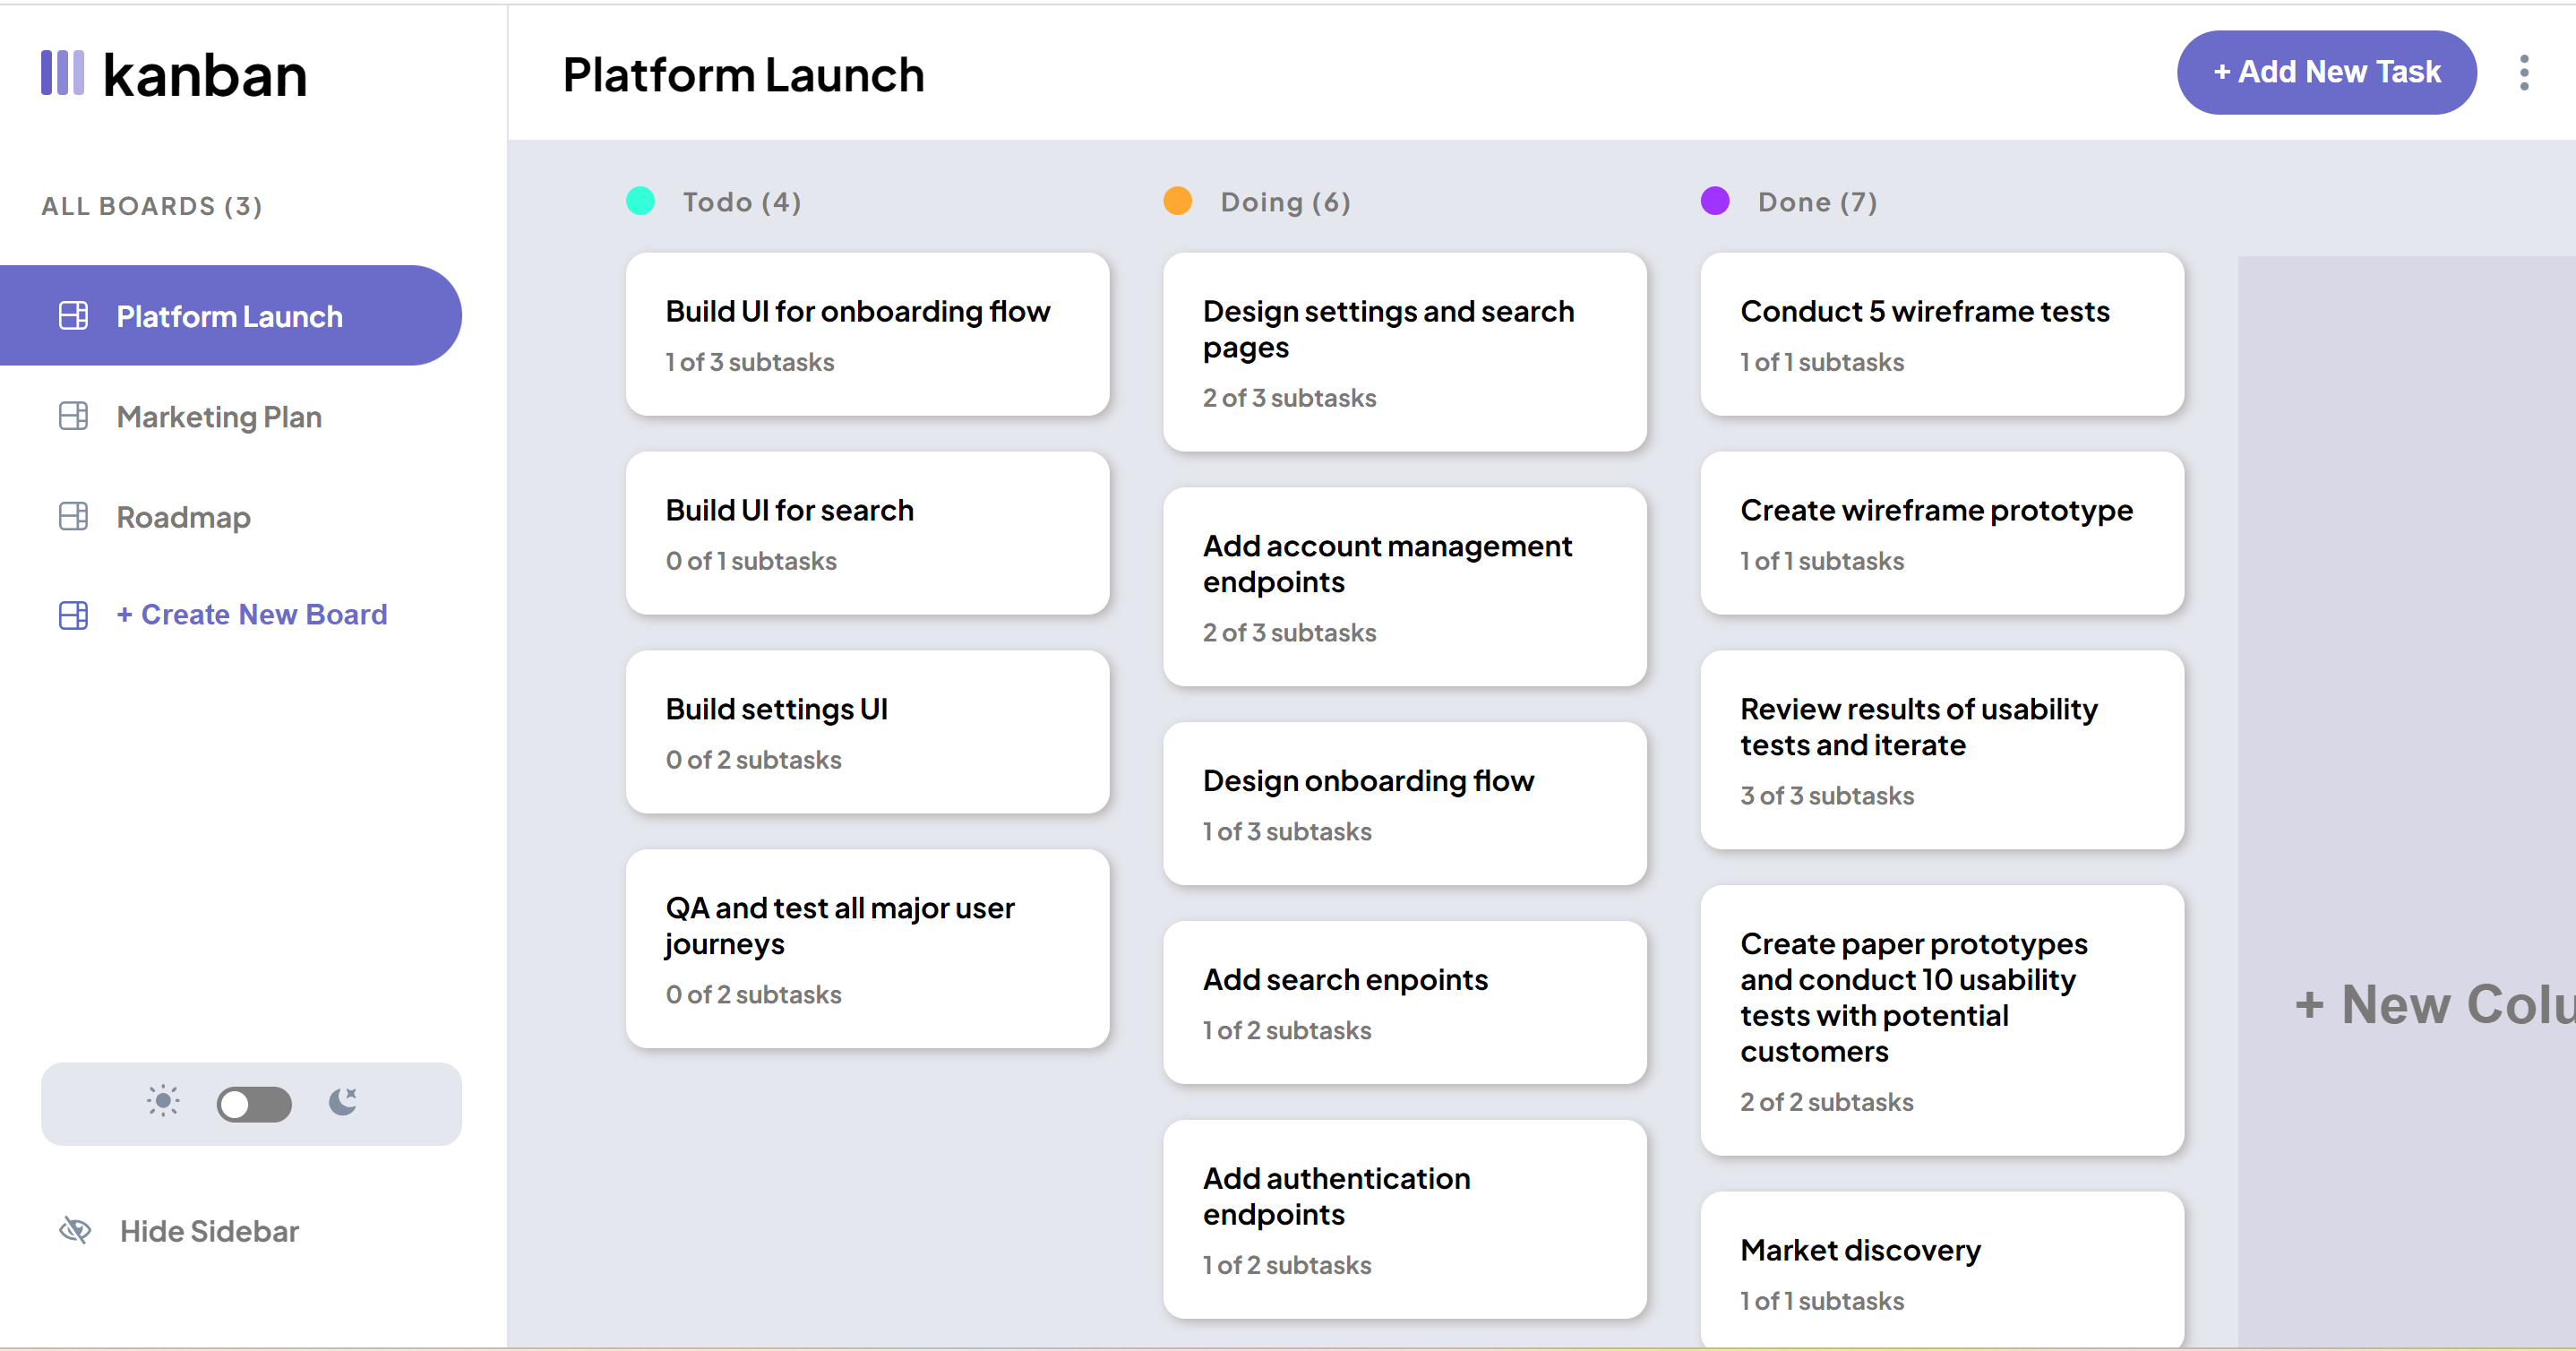 kanban
ALL BOARDS (3)
Platform Launch
Marketing Plan
Roadmap
+ Create New Board
Hide Sidebar
Platform Launch
+ Add New Task
Todo (4)
Build UI for onboarding flow
1 of 3 subtasks
Build UI for search
0 of 1 subtasks
Build settings UI
0 of 2 subtasks
QA and test all major user
journeys
0 of 2 subtasks
Doing (6)
Design settings and search
pages
2 of 3 subtasks
Add account management
endpoints
2 of 3 subtasks
Design onboarding flow
1 of 3 subtasks
Add search enpoints
1 of 2 subtasks
Add authentication
endpoints
1 of 2 subtasks
Done (7)
Conduct 5 wireframe tests
1 of 1 subtasks
Create wireframe prototype
1 of 1 subtasks
Review results of usability
tests and iterate
3 of 3 subtasks
Create paper prototypes
and conduct 10 usability
tests with potential
customers
2 of 2 subtasks
Market discovery
1 of 1 subtasks
+ New Colu